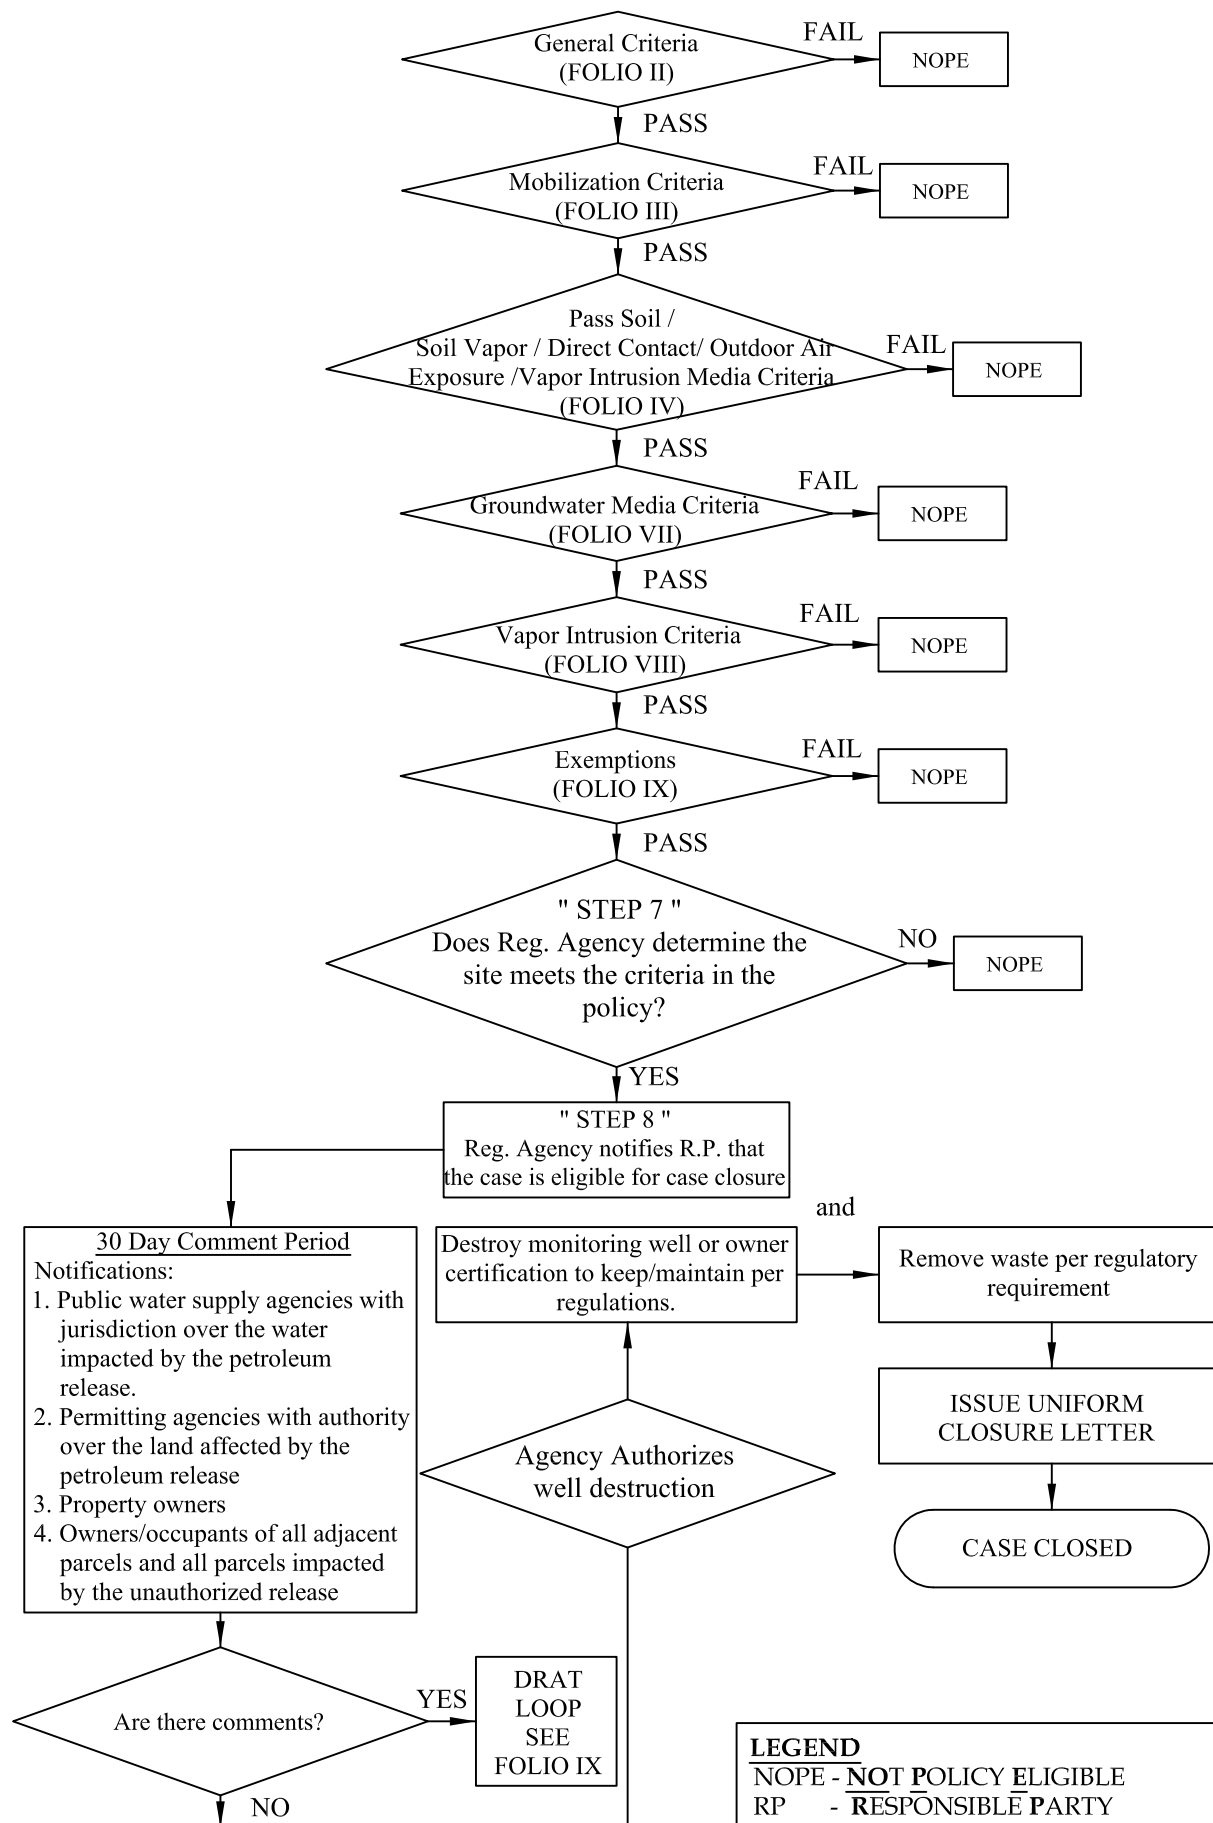 General Criteria
(FOLIO II)
FAIL
NOPE
PASS
Mobilization Criteria
(FOLIO III)
FAIL
NOPE
PASS
Pass Soil /
Soil Vapor / Direct Contact/ Outdoor Air
Exposure /Vapor Intrusion Media Criteria
(FOLIO IV)
FAIL
NOPE
PASS
Groundwater Media Criteria
(FOLIO VII)
FAIL
NOPE
PASS
Vapor Intrusion Criteria
(FOLIO VIII)
FAIL
NOPE
PASS
Exemptions
(FOLIO IX)
FAIL
NOPE
PASS
" STEP 7 "
Does Reg. Agency determine the
site meets the criteria in the
policy?
NO
NOPE
YES
" STEP 8 "
Reg. Agency notifies R.P. that
the case is eligible for case closure
30 Day Comment Period
Notifications:
1. Public water supply agencies with
jurisdiction over the water
impacted by the petroleum
release.
2. Permitting agencies with authority
over the land affected by the
petroleum release
3. Property owners
4. Owners/occupants of all adjacent
parcels and all parcels impacted
by the unauthorized release
Are there comments?
YES
DRAT
LOOP
SEE
FOLIO IX
NO
Agency Authorizes
well destruction
Destroy monitoring well or owner
certification to keep/maintain per
regulations.
and
Remove waste per regulatory
requirement
ISSUE UNIFORM
CLOSURE LETTER
CASE CLOSED
LEGEND
NOPE - NOT POLICY ELIGIBLE
RP - RESPONSIBLE PARTY